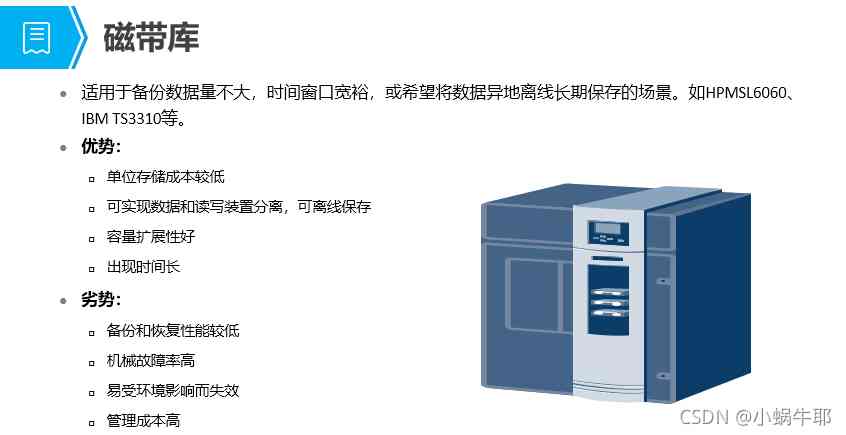 磁带库
适用于备份数据量不大，时间窗口宽裕，或希望将数据异地离线长期保存的场景。如HPMSL6060、
IBM TS3310等。
优势：
单位存储成本较低
可实现数据和读写装置分离，可离线保存
容量扩展性好
出现时间长
劣势：
备份和恢复性能较低
机械故障率高
易受环境影响而失效
管理成本高
CSDN @小蜗牛耶